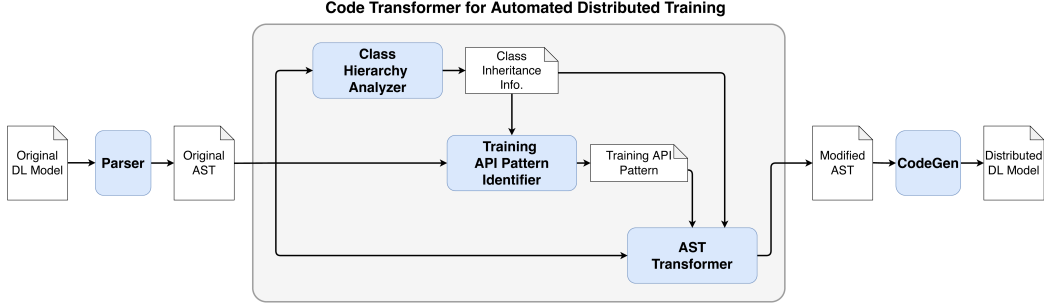 Code Transformer for Automated Distributed Training
Original
DL Model
Parser
Original
AST
Class
Hierarchy
Analyzer
Class
Inheritance
Info.
Training
API Pattern
Identifier
Training API
Pattern
AST
Transformer
Modified
AST
CodeGen
Distributed
DL Model